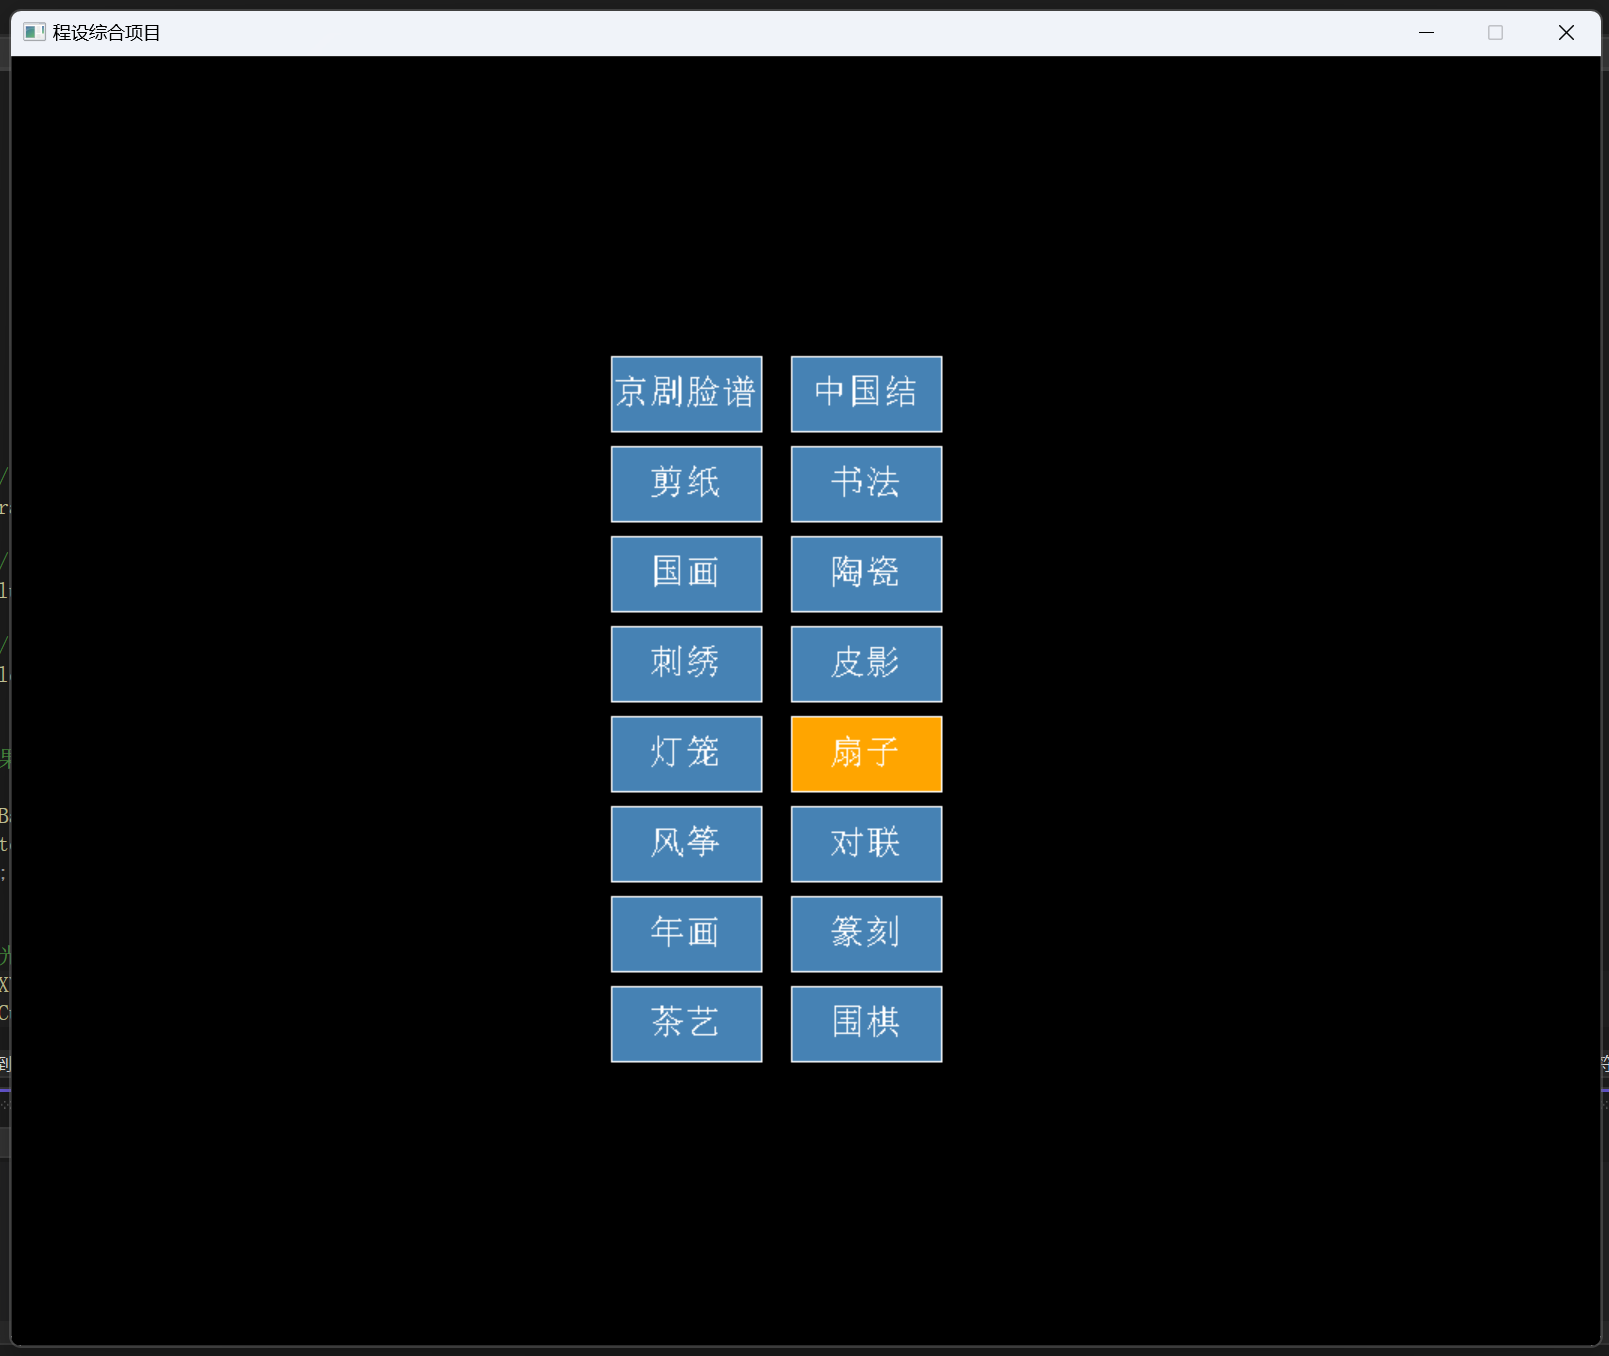 程设综合项目
京剧脸谱 中国结
剪纸 书法
国画 陶瓷
刺绣 皮影
灯笼 扇子
风筝 对联
年画 篆刻
茶艺 围棋